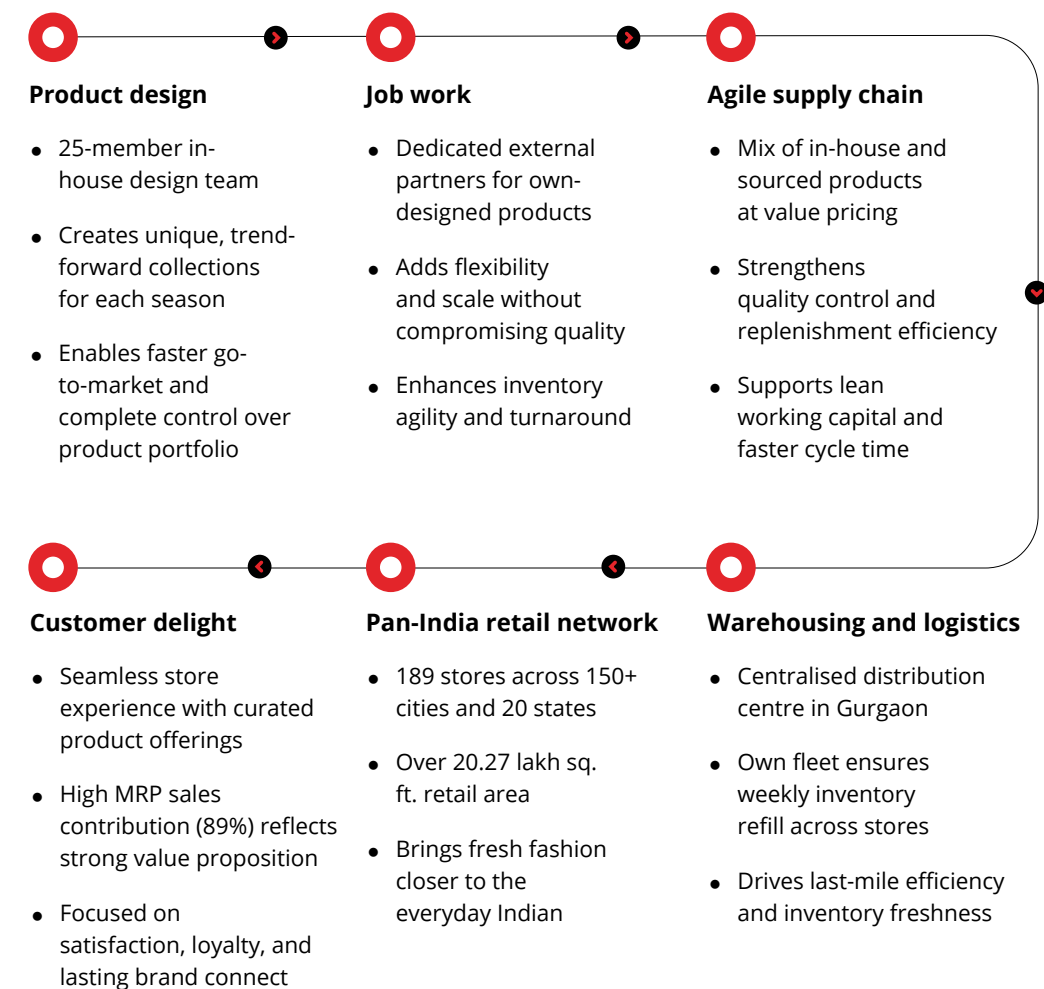 Product design
• 25-member in-
house design team
• Creates unique, trend-
forward collections
for each season
• Enables faster go-
to-market and
complete control over
product portfolio
Job work
• Dedicated external
partners for own-
designed products
• Adds flexibility
and scale without
compromising quality
• Enhances inventory
agility and turnaround
Agile supply chain
• Mix of in-house and
sourced products
at value pricing
• Strengthens
quality control and
replenishment efficiency
• Supports lean
working capital and
faster cycle time
Warehousing and logistics
• Centralised distribution
centre in Gurgaon
• Own fleet ensures
weekly inventory
refill across stores
• Drives last-mile efficiency
and inventory freshness
Pan-India retail network
• 189 stores across 150+
cities and 20 states
• Over 20.27 lakh sq.
ft. retail area
• Brings fresh fashion
closer to the
everyday Indian
Customer delight
• Seamless store
experience with curated
product offerings
• High MRP sales
contribution (89%) reflects
strong value proposition
• Focused on
satisfaction, loyalty, and
lasting brand connect